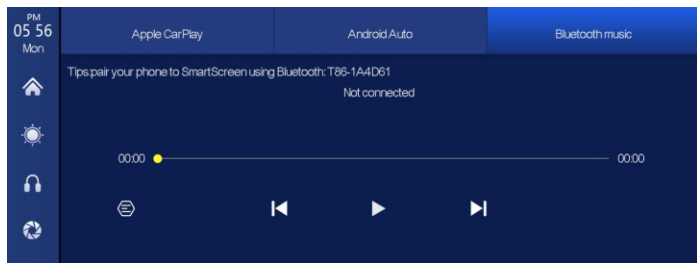 PM
05 56
Mon
Apple CarPlay
Android Auto
Bluetooth music
Tips:pair your phone to SmartScreen using Bluetooth: T86-1A4D61
Not connected
00:00
00:00